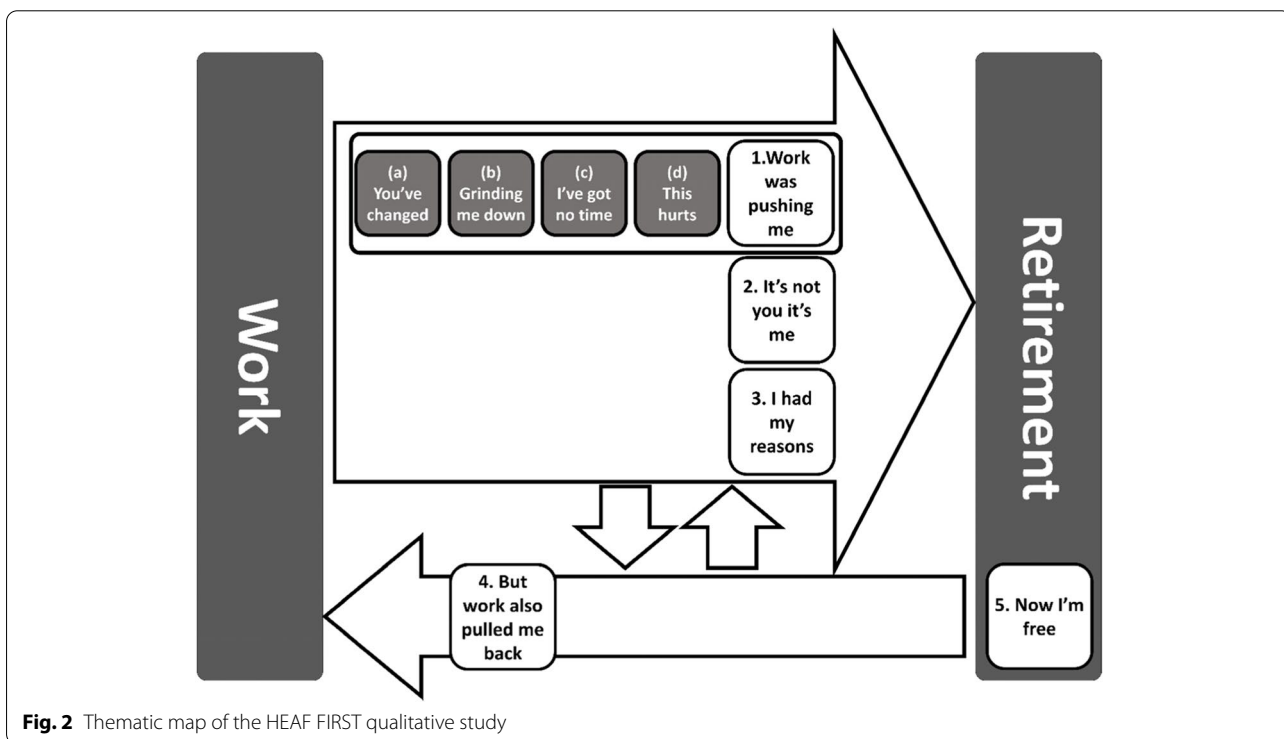 Work
(a)
You've
changed
(b)
Grinding
me down
(c)
I've got
no time
(d)
This
hurts
1.Work
was
pushing
me
2. It's not
you it's
me
3. I had
my
reasons
Retirement
4. But
work also
pulled me
back
5. Now I'm
free
Fig. 2 Thematic map of the HEAF FIRST qualitative study